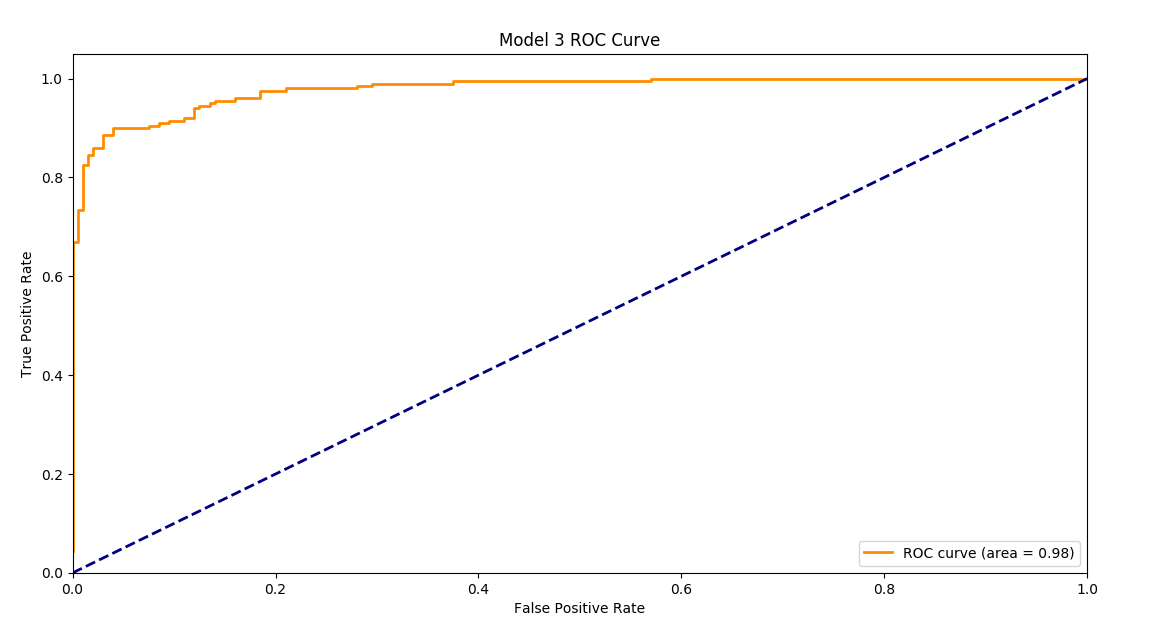 Model 3 ROC Curve
True Positive Rate
1.0
0.8
0.6
0.4
0.2
0.0
0.0 0.2 0.4 0.6 0.8 1.0
False Positive Rate
ROC curve (area = 0.98)